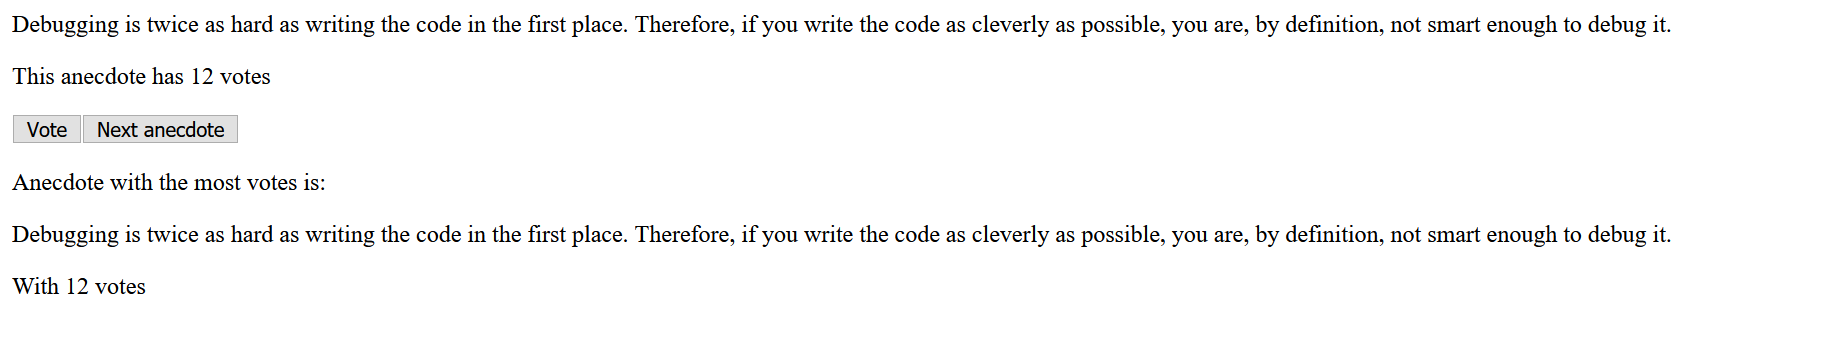 Debugging is twice as hard as writing the code in the first place. Therefore, if you write the code as cleverly as possible, you are, by definition, not smart enough to debug it.
This anecdote has 12 votes
Vote Next anecdote
Anecdote with the most votes is:
Debugging is twice as hard as writing the code in the first place. Therefore, if you write the code as cleverly as possible, you are, by definition, not smart enough to debug it.
With 12 votes